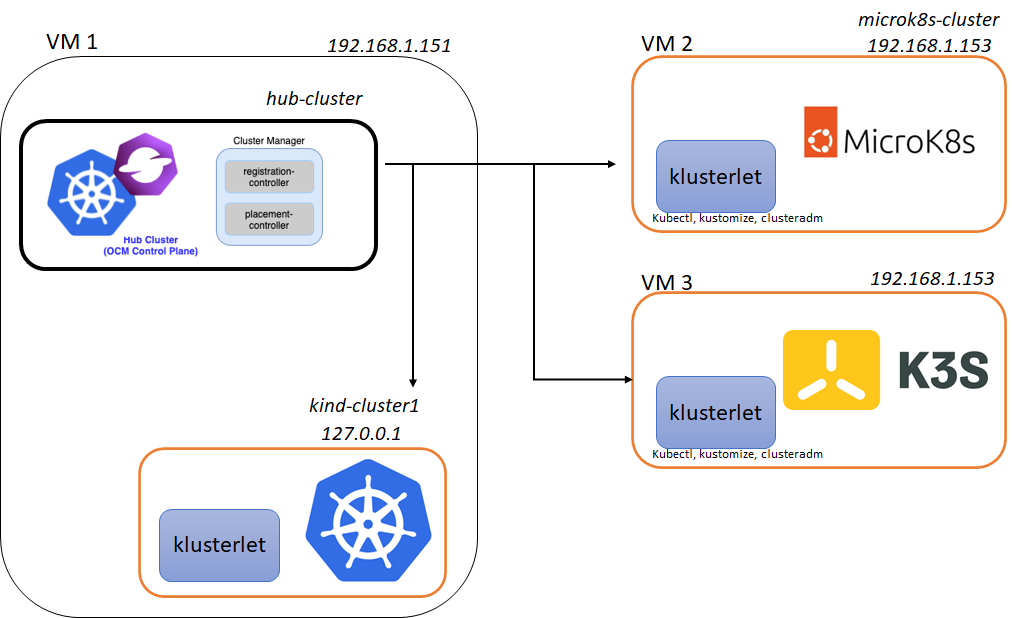 VM 1
192.168.1.151
hub-cluster
Cluster Manager
registration-
controller
placement-
controller
Hub Cluster
(OCM Control Plane)
kind-cluster1
127.0.0.1
klusterlet
microk8s-cluster
VM 2
192.168.1.153
MicroK8s
klusterlet
Kubectl, kustomize, clusteradm
VM 3
192.168.1.153
K3S
klusterlet
Kubectl, kustomize, clusteradm